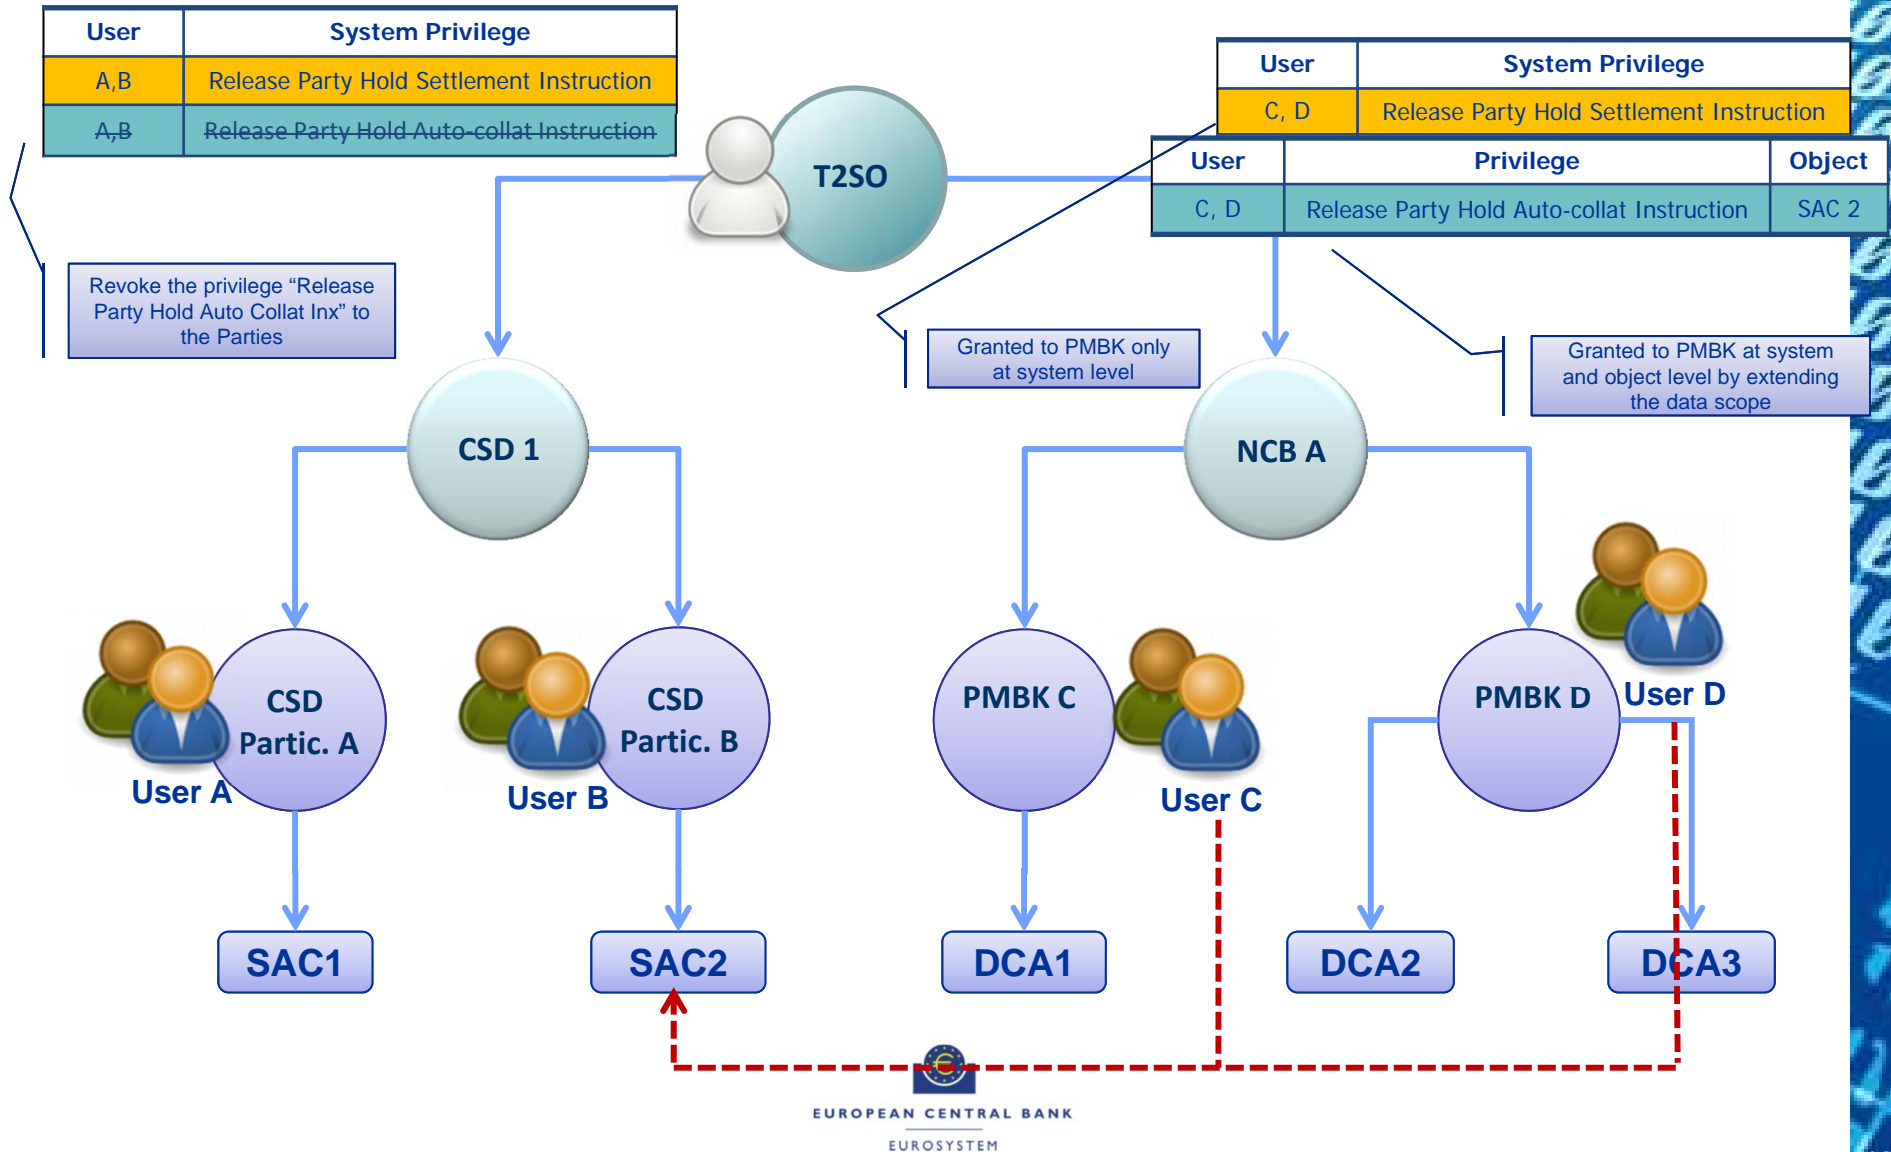 User System Privilege
A,B Release Party Hold Settlement Instruction
A,B Release Party Hold Auto-collat Instruction
User System Privilege
C, D Release Party Hold Settlement Instruction
User Privilege Object
C, D Release Party Hold Auto-collat Instruction SAC 2
T2SO
Revoke the privilege “Release
Party Hold Auto Collat Inx” to
the Parties
Granted to PMBK only
at system level
Granted to PMBK at system
and object level by extending
the data scope
CSD 1
NCB A
CSD
Partic. A
User A
CSD
Partic. B
User B
PMBK C
User C
PMBK D
User D
SAC1
SAC2
DCA1
DCA2
DCA3
EUROPEAN CENTRAL BANK
EUROSYSTEM